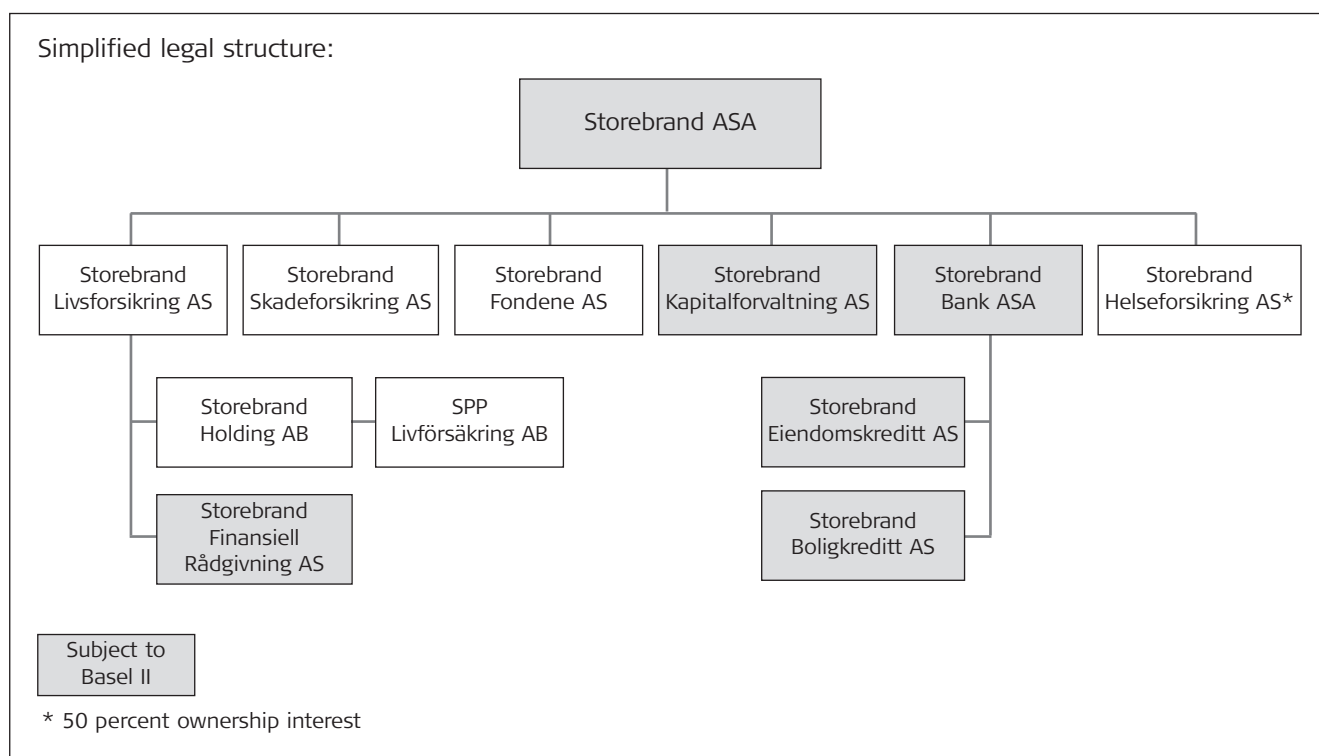 Simplified legal structure:
Storebrand ASA
Storebrand
Livsforsikring AS
Storebrand
Skadeforsikring AS
Storebrand
Fondene AS
Storebrand
Kapitalforvaltning AS
Storebrand
Bank ASA
Storebrand
Helseforsikring AS*
Storebrand
Holding AB
SPP
Livförsäkring AB
Storebrand
Eiendomskreditt AS
Storebrand
Finansiell
Rådgivning AS
Storebrand
Boligkreditt AS
Subject to
Basel II
* 50 percent ownership interest